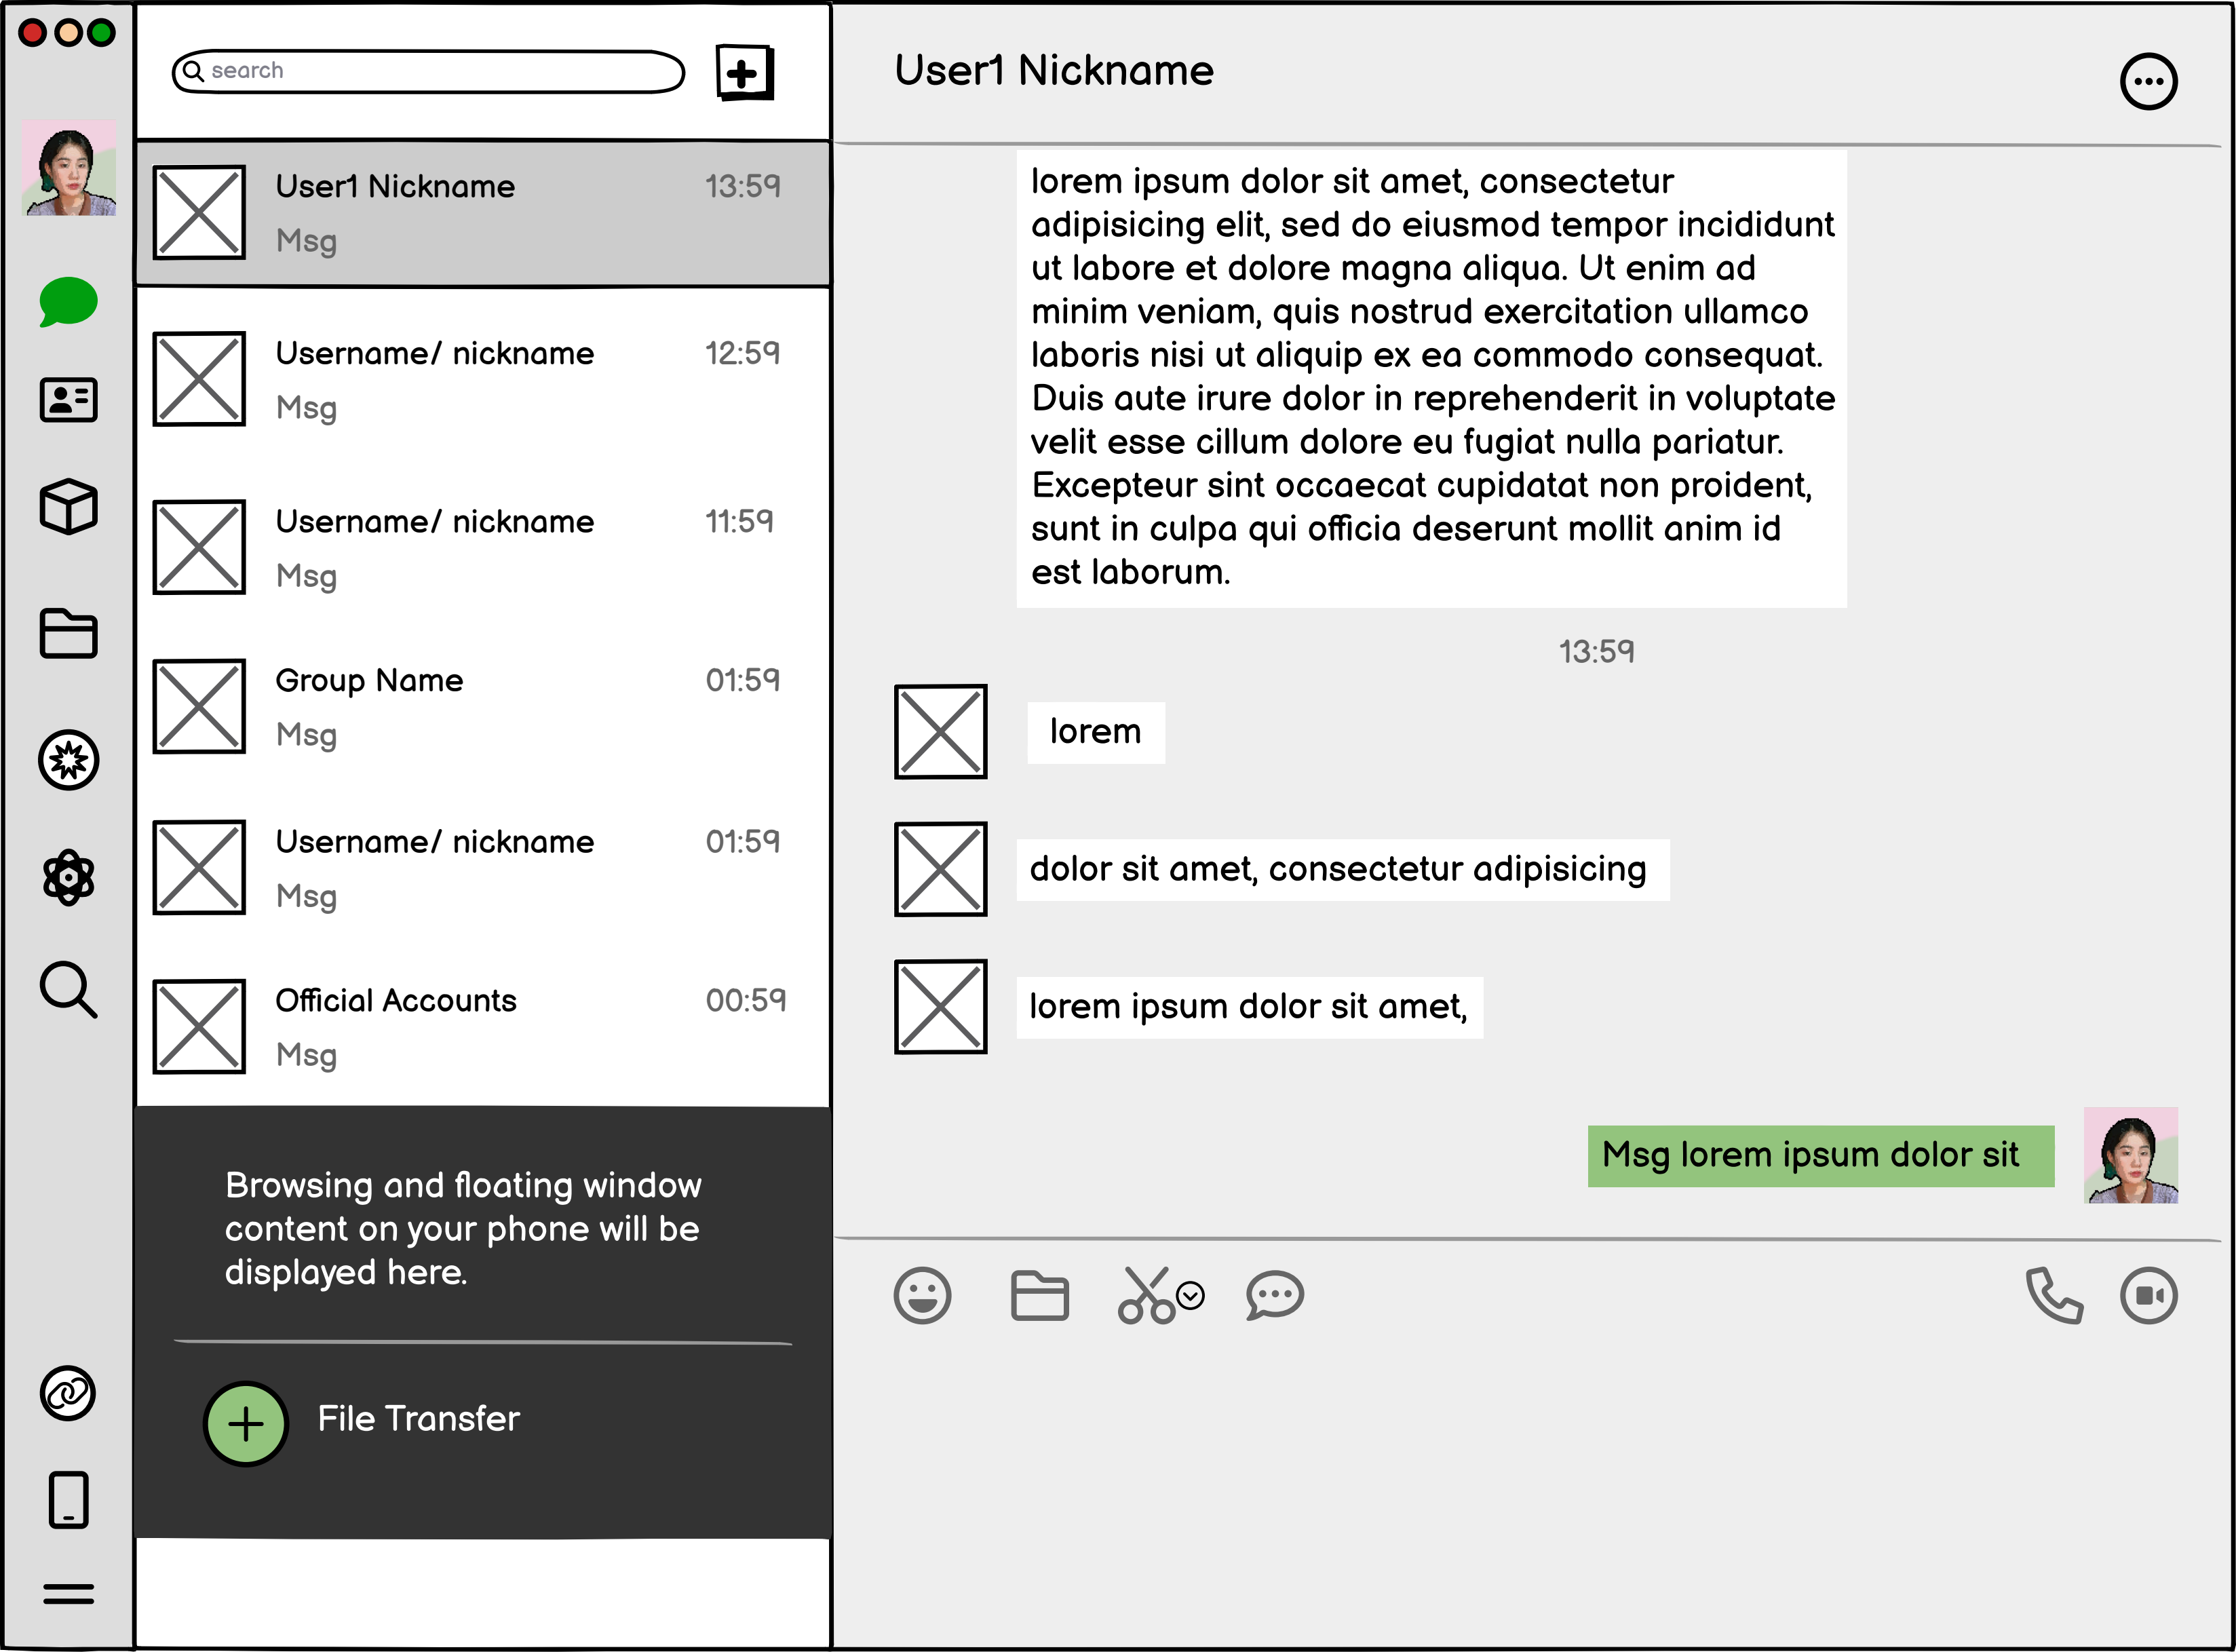 search
User1 Nickname
13:59
Msg
Username/ nickname
12:59
Msg
Username/ nickname
11:59
Msg
Group Name
01:59
Msg
Username/ nickname
01:59
Msg
Official Accounts
00:59
Msg
Browsing and floating window
content on your phone will be
displayed here.
File Transfer
User1 Nickname
lorem ipsum dolor sit amet, consectetur
adipisicing elit, sed do eiusmod tempor incididunt
ut labore et dolore magna aliqua. Ut enim ad
minim veniam, quis nostrud exercitation ullamco
laboris nisi ut aliquip ex ea commodo consequat.
Duis aute irure dolor in reprehenderit in voluptate
velit esse cillum dolore eu fugiat nulla pariatur.
Excepteur sint occaecat cupidatat non proident,
sunt in culpa qui officia deserunt mollit anim id
est laborum.
13:59
lorem
dolor sit amet, consectetur adipisicing
lorem ipsum dolor sit amet,
Msg lorem ipsum dolor sit